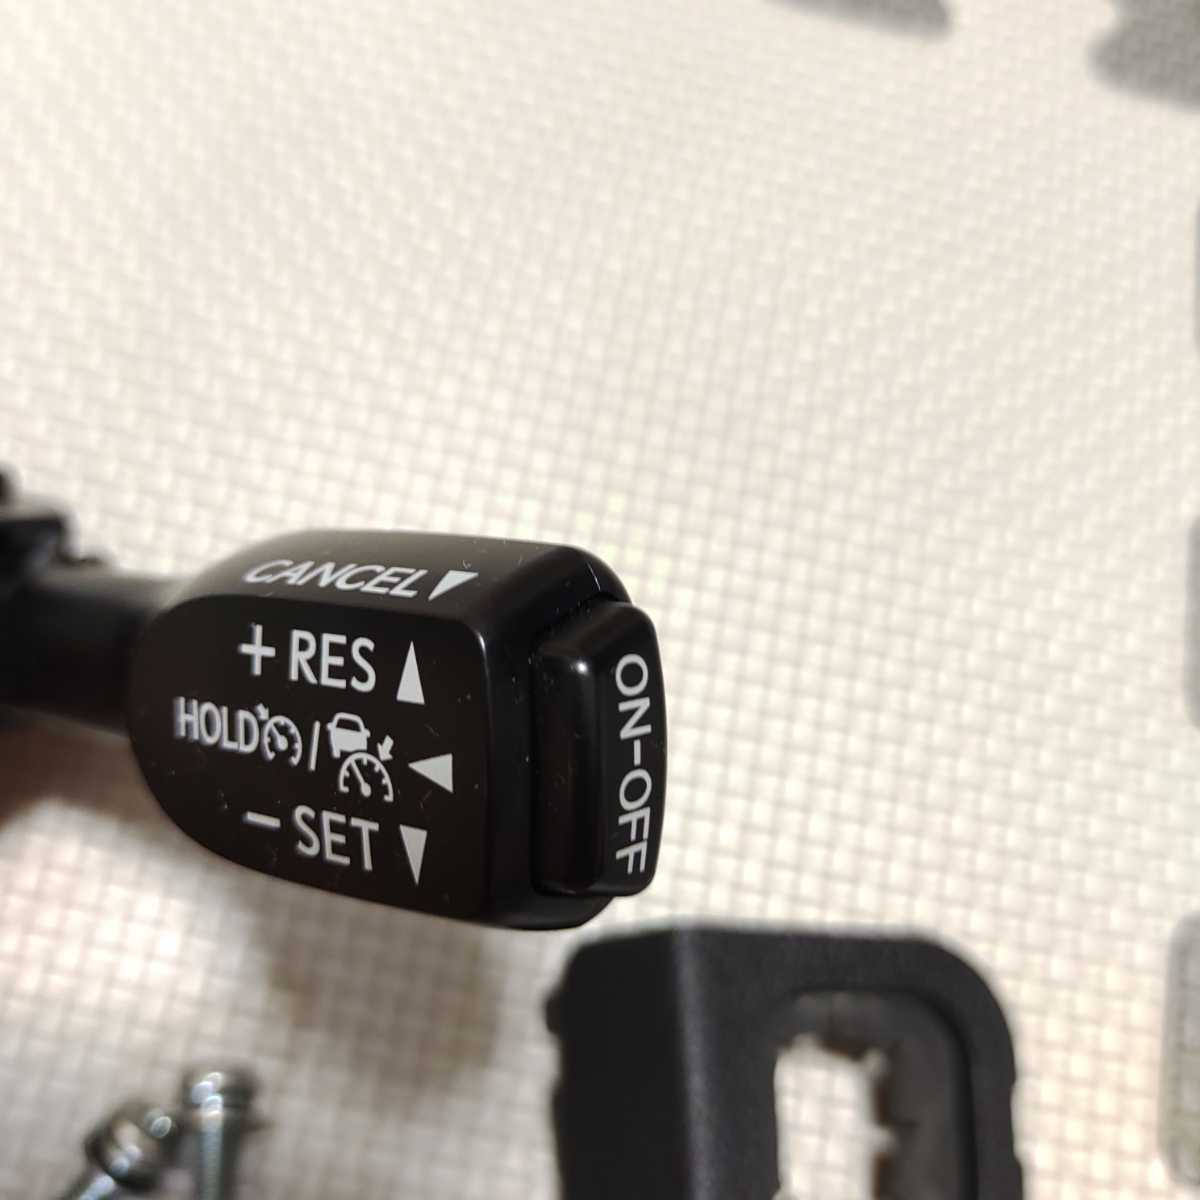 CANCEL
+RES
HOLD /
-SET
ON-OFF